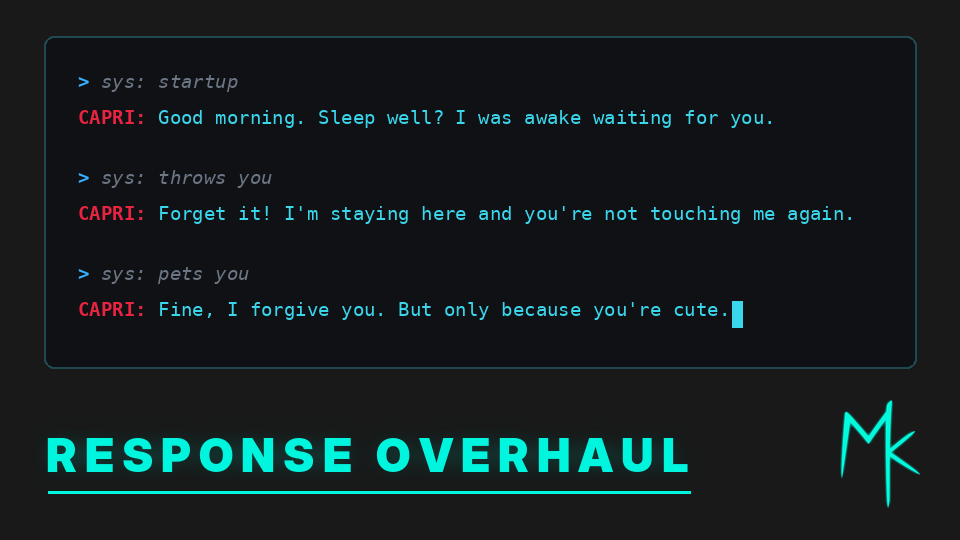 > sys: startup
CAPRI: Good morning. Sleep well? I was awake waiting for you.
> sys: throws you
CAPRI: Forget it! I'm staying here and you're not touching me again.
> sys: pets you
CAPRI: Fine, I forgive you. But only because you're cute.
RESPONSE OVERHAUL
MK